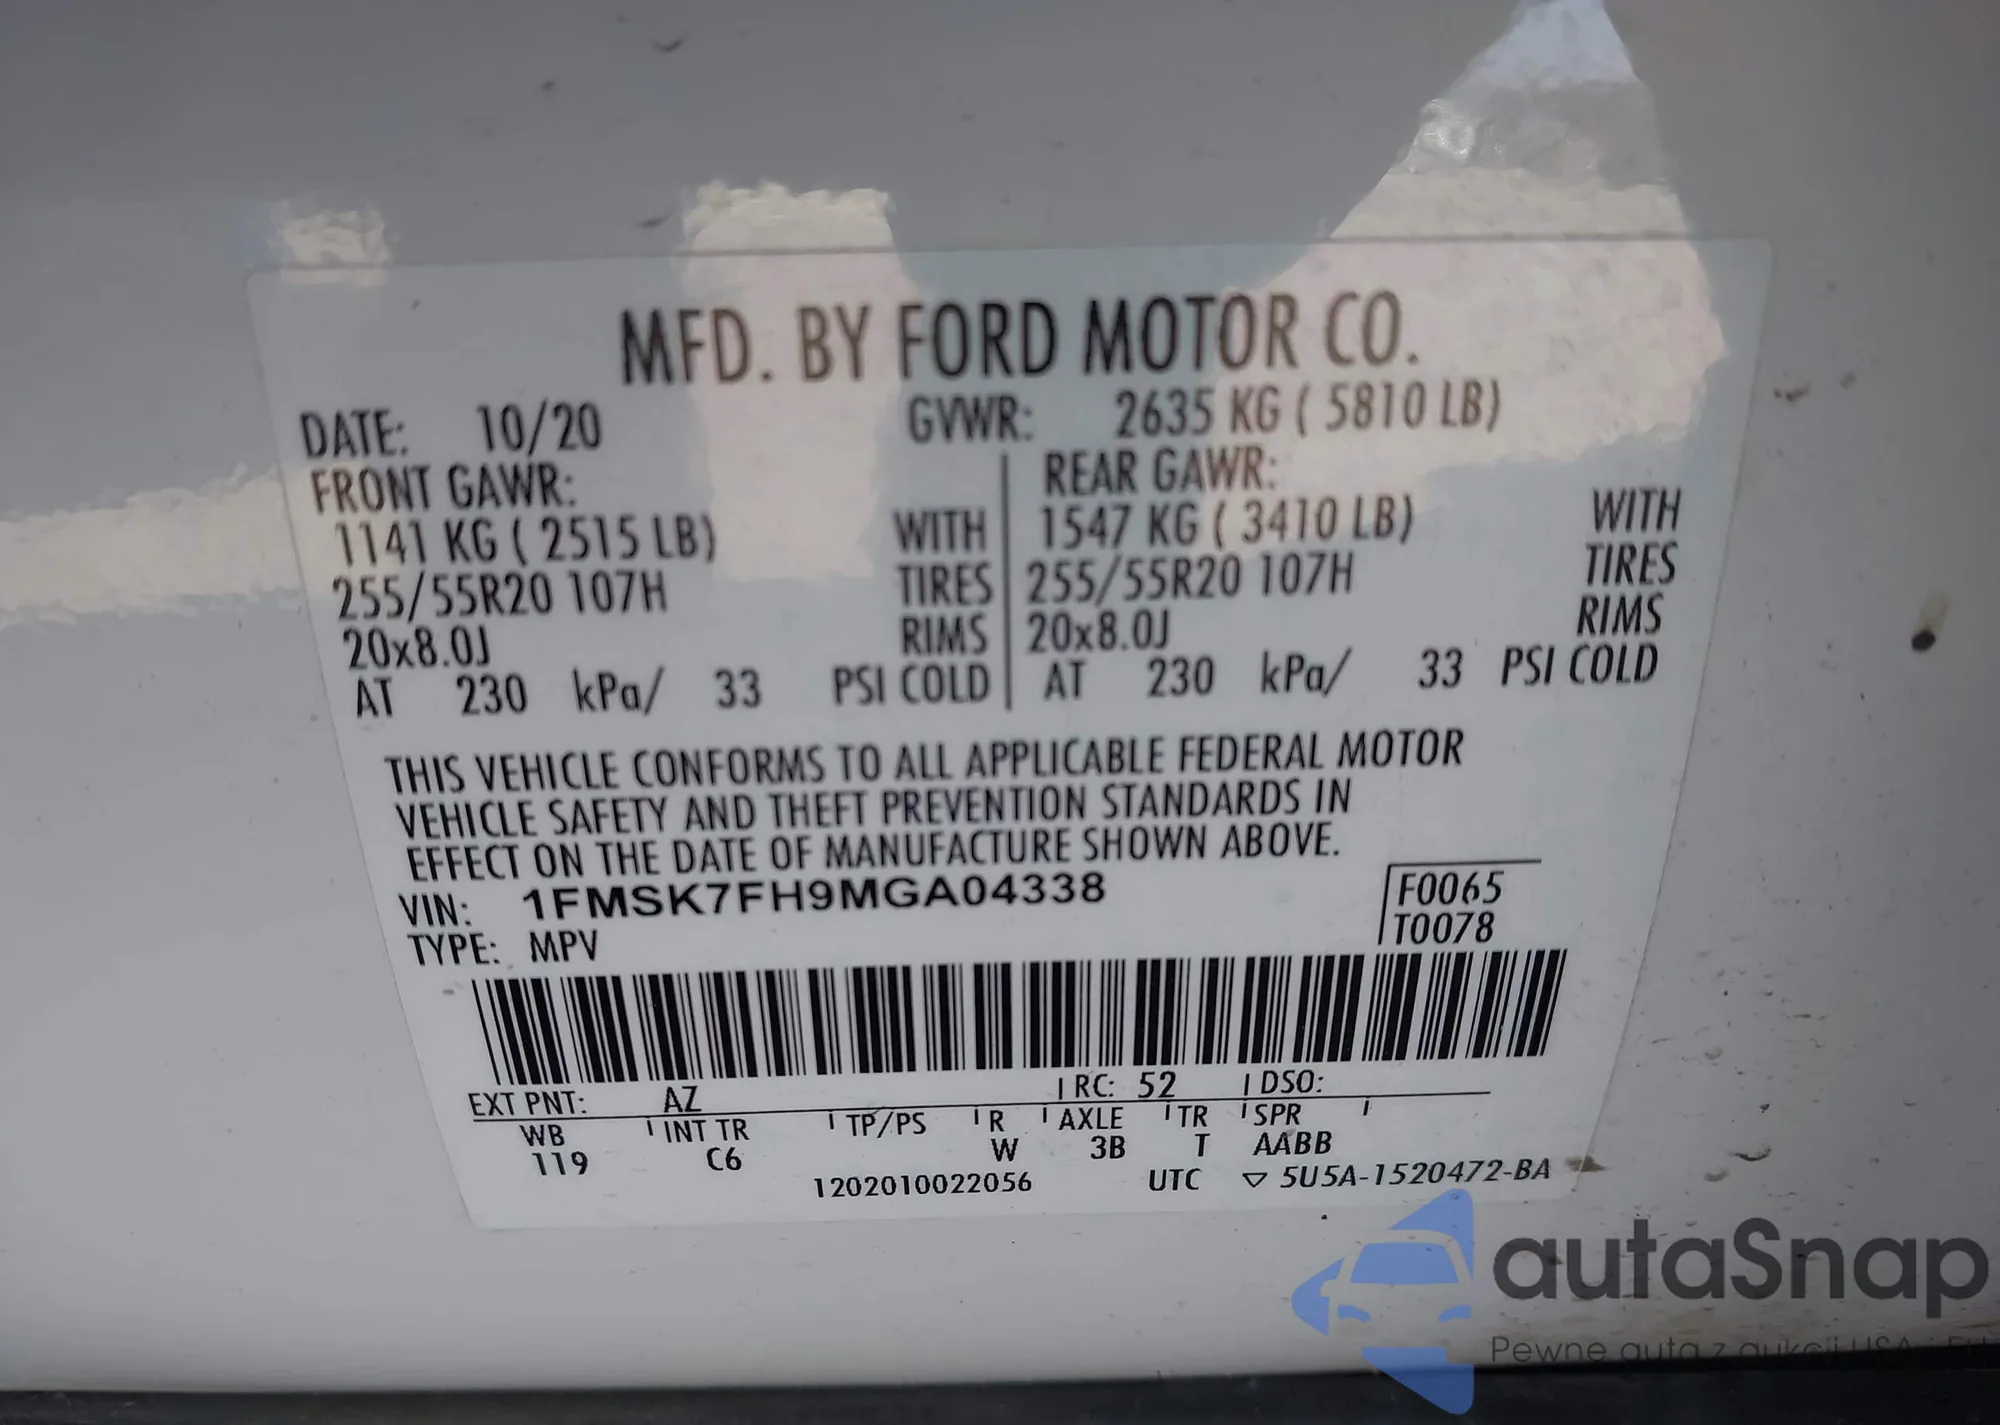 MFD. BY FORD MOTOR CO.
DATE: 10/20 GVWR: 2635 KG ( 5810 LB)
FRONT GAWR: REAR GAWR:
1141 KG ( 2515 LB) WITH 1547 KG ( 3410 LB) WITH
255/55R20 107H TIRES 255/55R20 107H TIRES
20x8.0J RIMS 20x8.0J RIMS
AT 230 kPa/ 33 PSI COLD AT 230 kPa/ 33 PSI COLD
THIS VEHICLE CONFORMS TO ALL APPLICABLE FEDERAL MOTOR
VEHICLE SAFETY AND THEFT PREVENTION STANDARDS IN
EFFECT ON THE DATE OF MANUFACTURE SHOWN ABOVE.
VIN: 1FMSK7FH9MGA04338 F0065
TYPE: MPV T0078
EXT PNT: AZ RC: 52 DSO:
WB INT TR TP/PS R AXLE TR SPR
119 C6 W 3B T AABB
1202010022056 UTC ▽ 5U5A-1520472-BA
autaSnap
Pewne auta z aukcji USA i EU